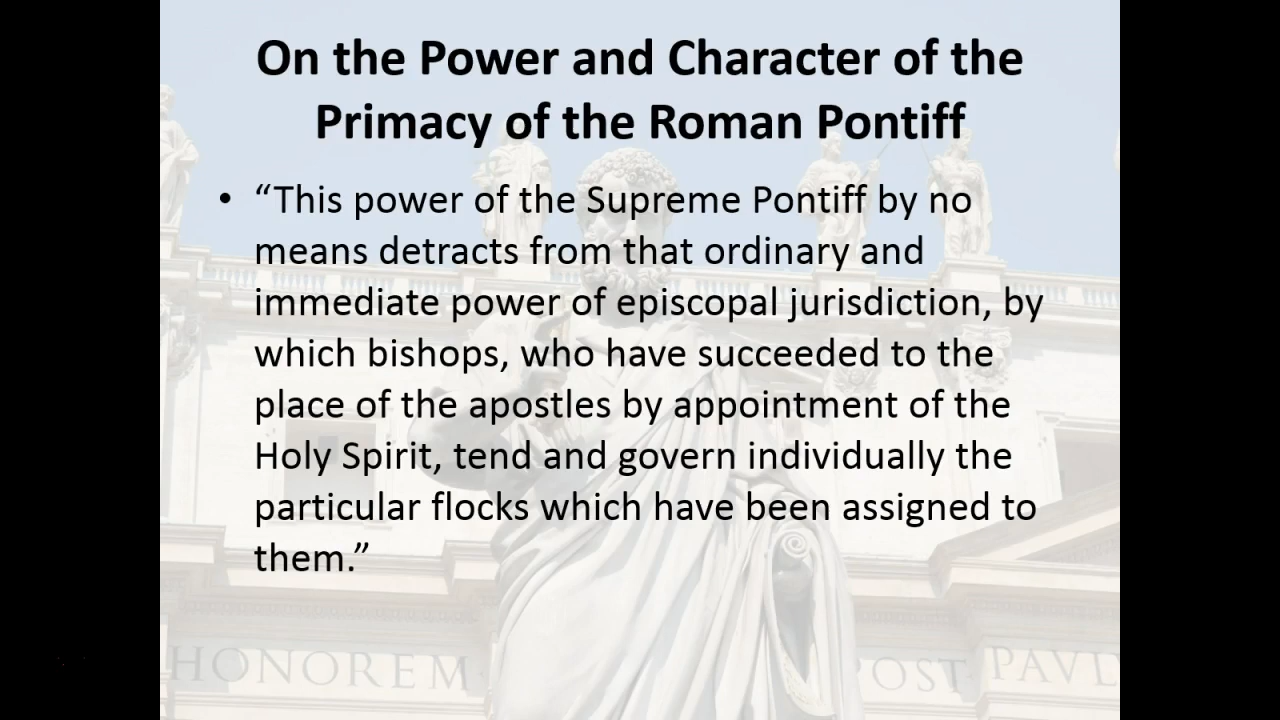 On the Power and Character of the
Primacy of the Roman Pontiff
• “This power of the Supreme Pontiff by no
means detracts from that ordinary and
immediate power of episcopal jurisdiction, by
which bishops, who have succeeded to the
place of the apostles by appointment of the
Holy Spirit, tend and govern individually the
particular flocks which have been assigned to
them.”
HONOREM POST PAVL